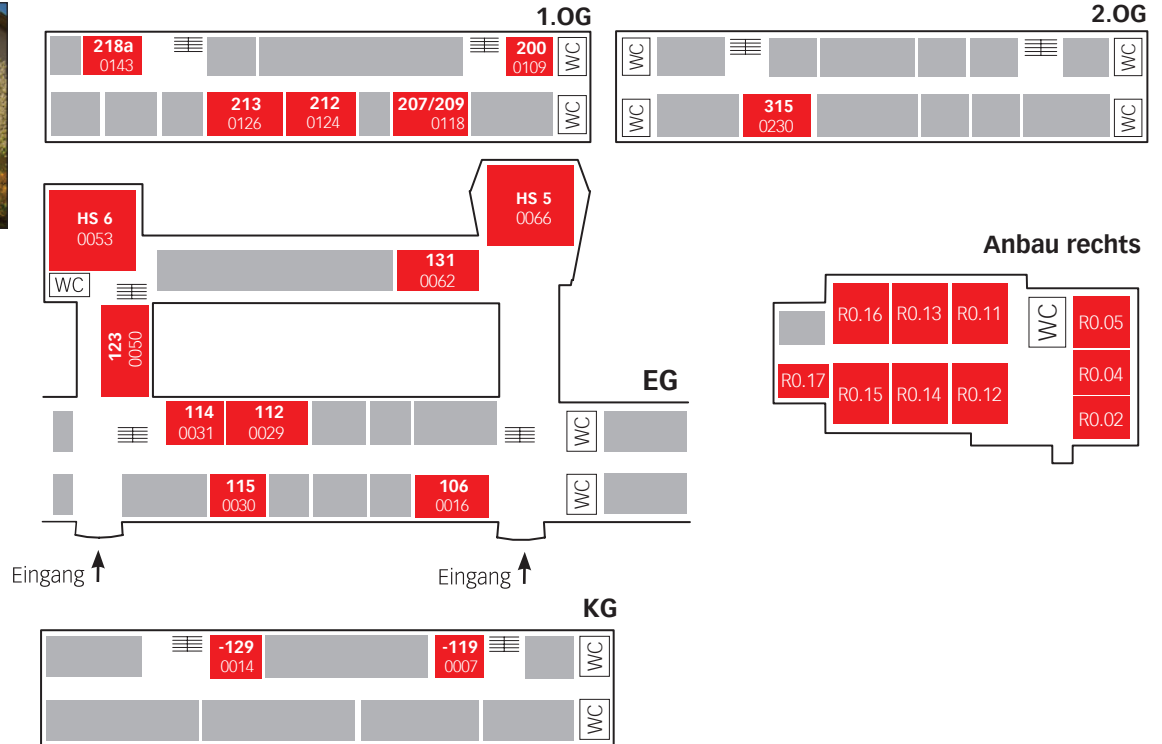 1.OG
218a
0143
200
0109
WC
213
0126
212
0124
207/209
0118
WC
2.OG
WC
WC
WC
315
0230
WC
HS 6
0053
WC
HS 5
0066
131
0062
123
0050
EG
114
0031
112
0029
WC
115
0030
106
0016
WC
Eingang
Eingang
Anbau rechts
R0.16
R0.13
R0.11
WC
R0.05
R0.17
R0.15
R0.14
R0.12
R0.04
R0.02
KG
-129
0014
-119
0007
WC
WC